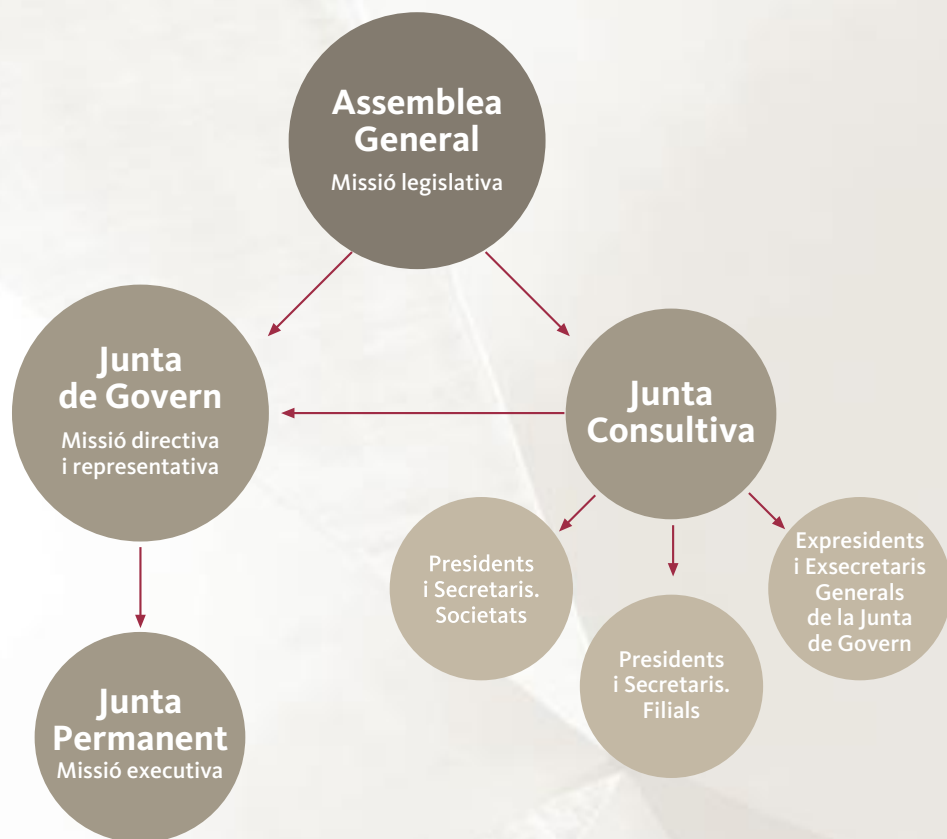 Assemblea
General
Missió legislativa
Junta
de Govern
Missió directiva
i representativa
Junta
Consultiva
Presidents
i Secretaris.
Societats
Presidents
i Secretaris.
Filials
Expresidents
i Exsecretaris
Generals
de la Junta
de Govern
Junta
Permanent
Missió executiva